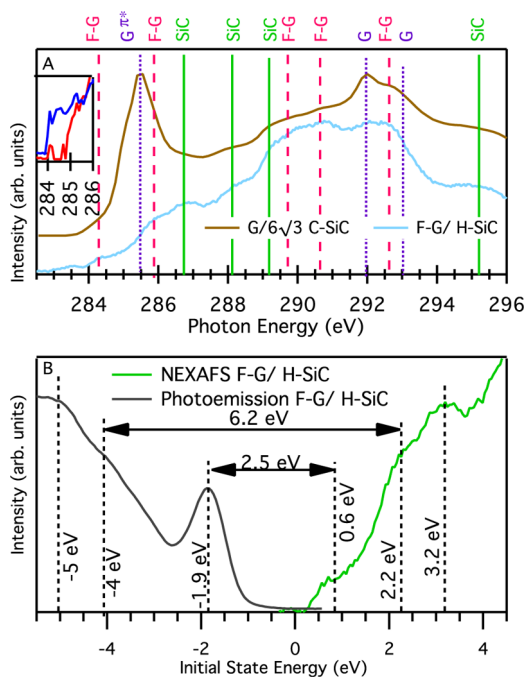 F-G G π* F-G SiC SiC SiC F-G F-G G F-G G SiC
A
Intensity (arb. units)
284 285 286
G/6√3 C-SiC F-G/ H-SiC
284 286 288 290 292 294 296
Photon Energy (eV)
B
NEXAFS F-G/ H-SiC
Photoemission F-G/ H-SiC
6.2 eV
2.5 eV
Intensity (arb. units)
-5 eV -4 eV -1.9 eV 0.6 eV 2.2 eV 3.2 eV
-4 -2 0 2 4
Initial State Energy (eV)